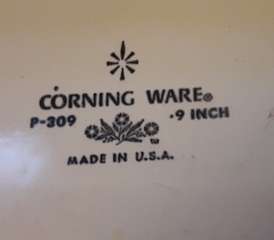 CORNING WARE®
P-309 .9 INCH
MADE IN U.S.A.